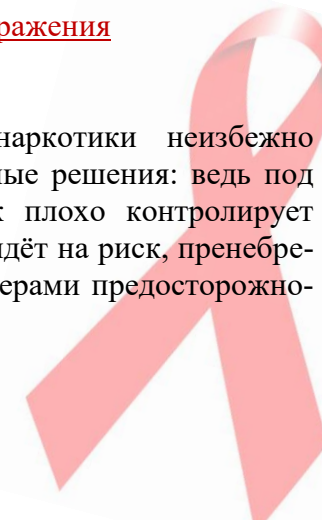 ражения
наркотики неизбежно
ные решения: ведь под
к плохо контролирует
идёт на риск, пренебре-
ерами предосторожно-